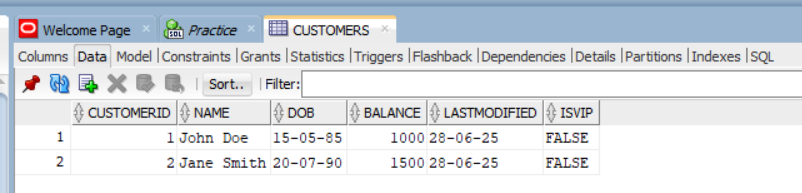 Welcome Page Practice CUSTOMERS
Columns Data Model Constraints Grants Statistics Triggers Flashback Dependencies Details Partitions Indexes SQL
Sort.. Filter:
CUSTOMERID NAME DOB BALANCE LASTMODIFIED ISVIP
1 1 John Doe 15-05-85 1000 28-06-25 FALSE
2 2 Jane Smith 20-07-90 1500 28-06-25 FALSE